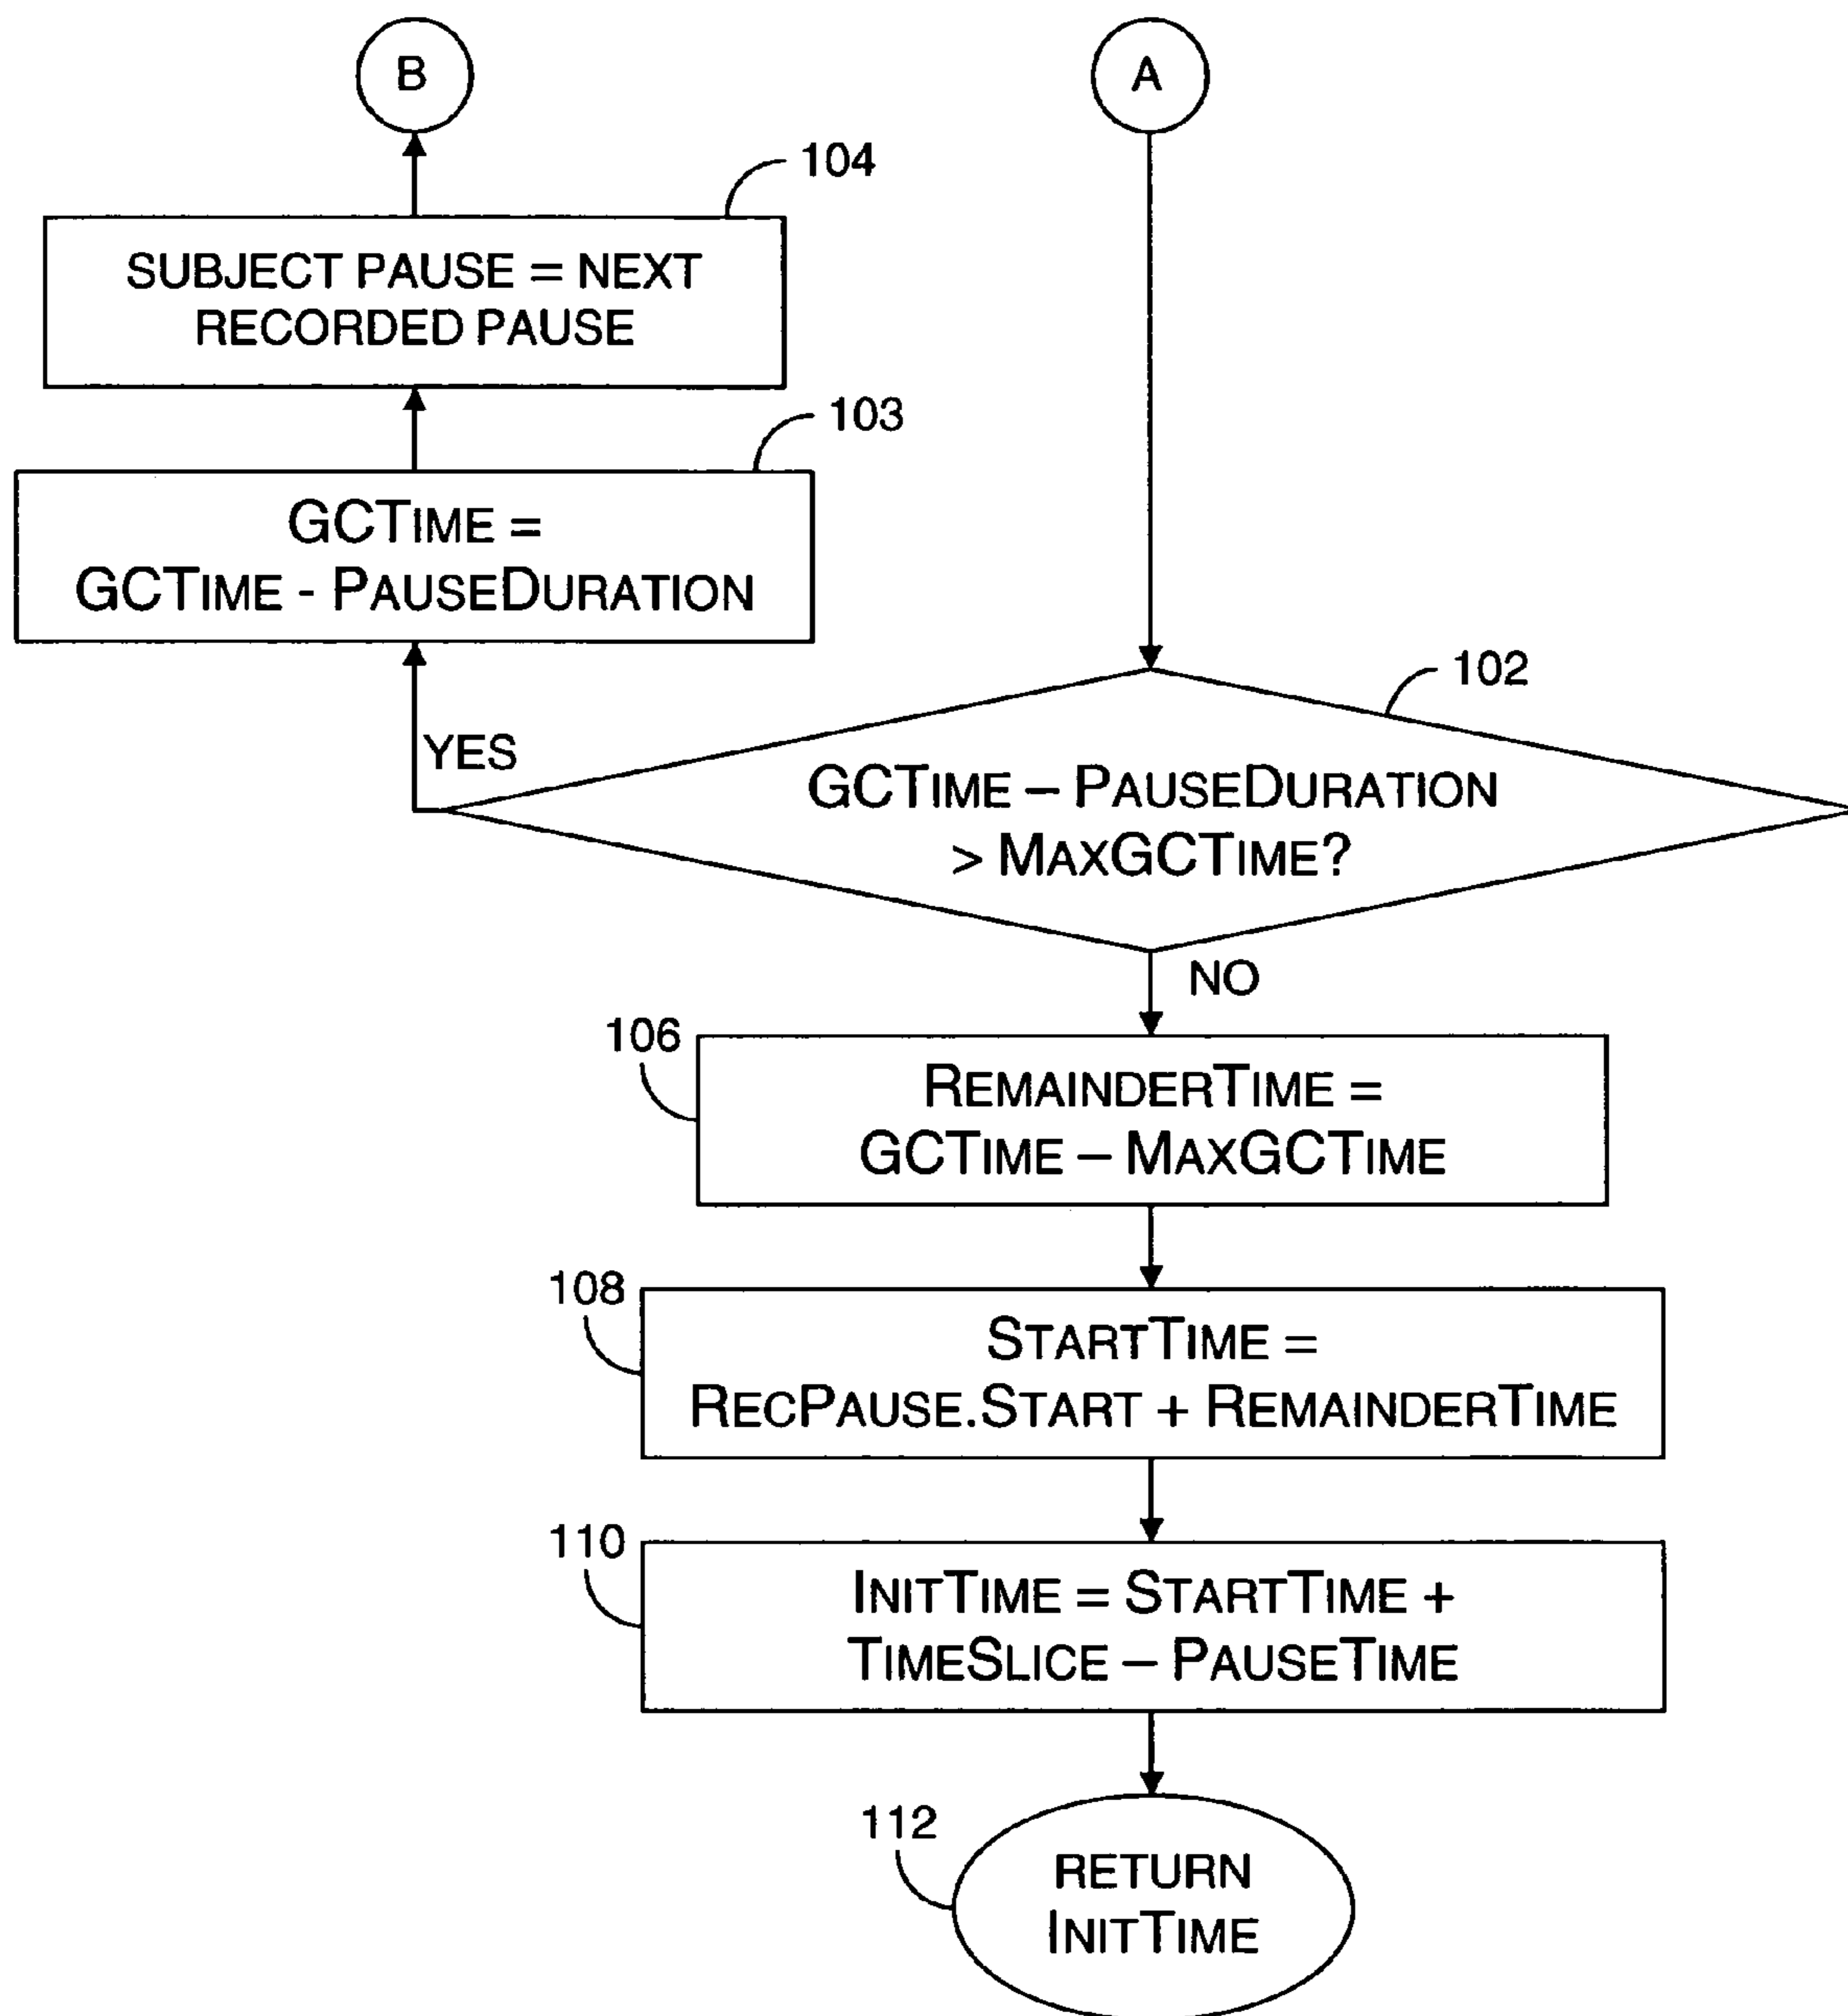 B
A
104
SUBJECT PAUSE = NEXT
RECORDED PAUSE
103
GCTIME =
GCTIME - PAUSEDURATION
102
YES
GCTIME – PAUSEDURATION
> MAXGCTIME?
NO
106
REMAINDERTIME =
GCTIME – MAXGCTIME
108
STARTTIME =
RECPAUSE.START + REMAINDERTIME
110
INITTIME = STARTTIME +
TIMESLICE – PAUSETIME
112
RETURN
INITTIME